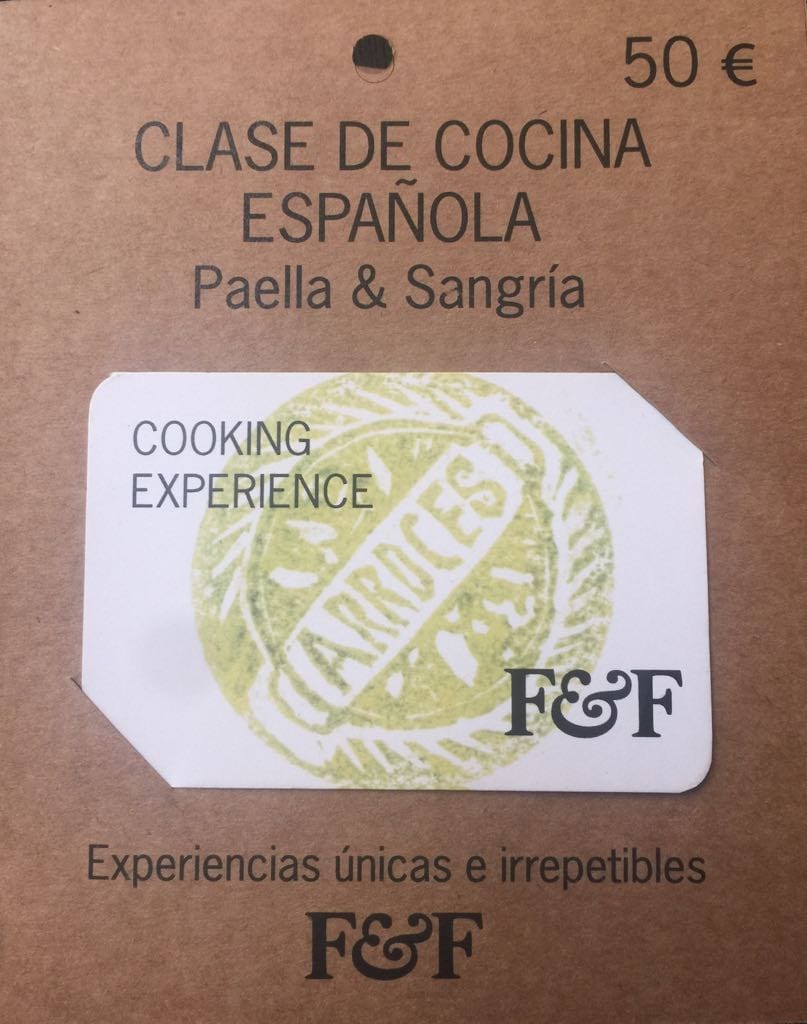 50 €
CLASE DE COCINA
ESPAÑOLA
Paella & Sangría
COOKING
EXPERIENCE
ARROCES
F&F
Experiencias únicas e irrepetibles
F&F